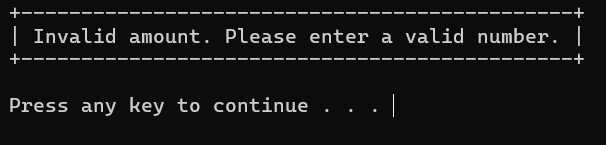 +----------------------------------------------+
| Invalid amount. Please enter a valid number. |
+----------------------------------------------+
Press any key to continue . . .